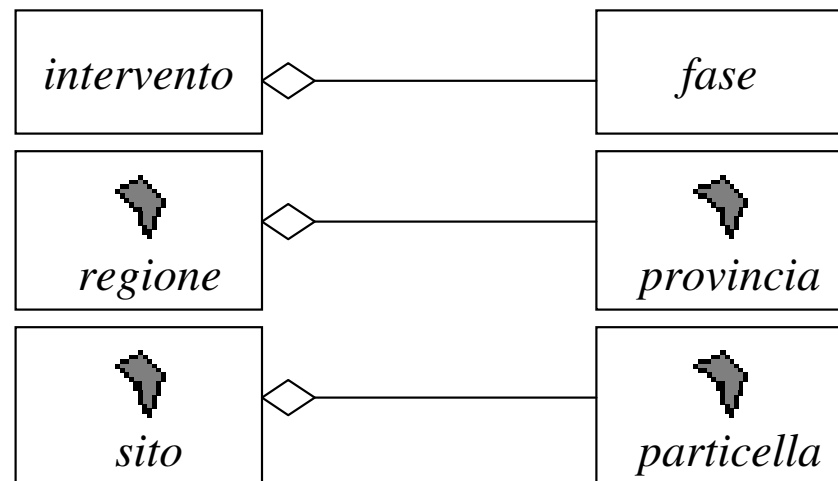 intervento fase
regione provincia
sito particella